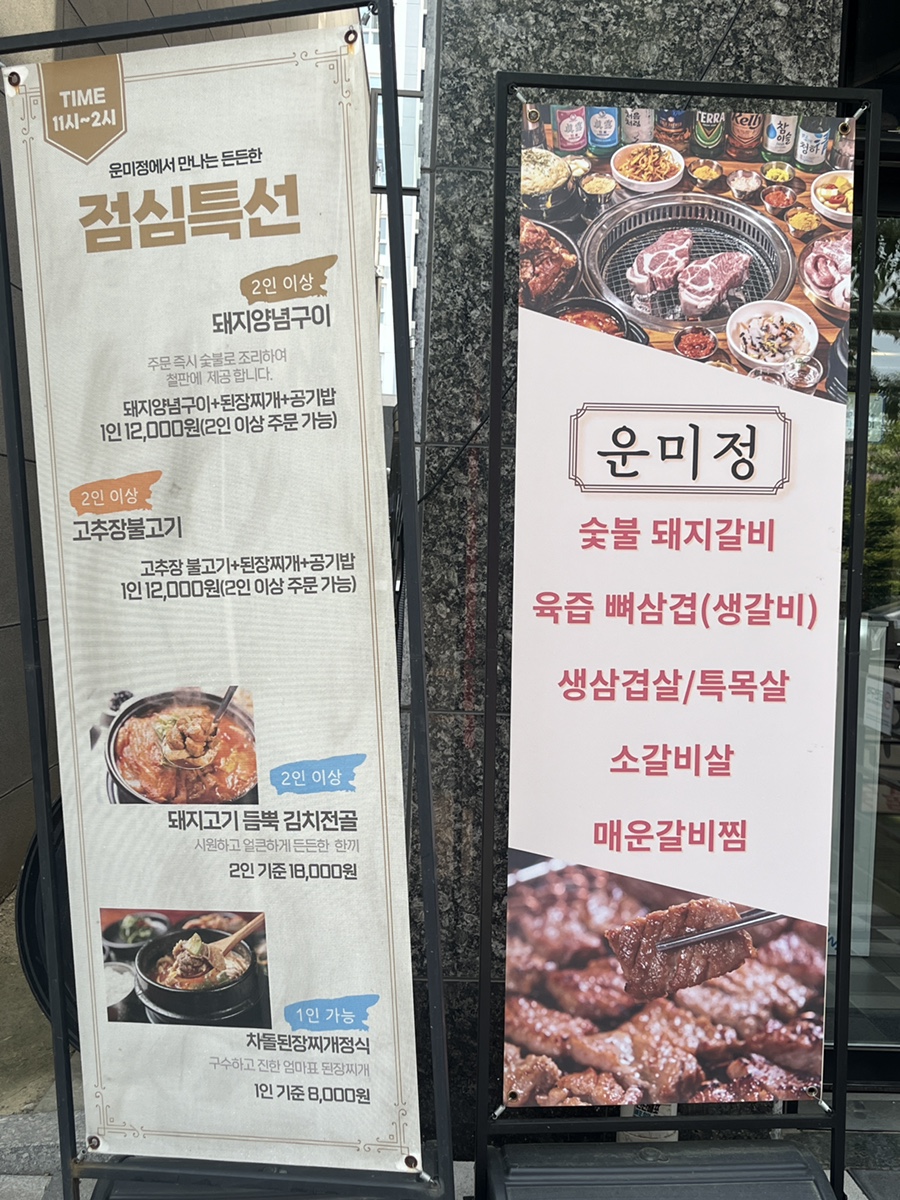 TIME
11시~2시
운미정에서 만나는 든든한
점심특선
2인 이상
돼지양념구이
주문 즉시 숯불로 조리하여
철판에 제공 합니다.
돼지양념구이+된장찌개+공기밥
1인 12,000원(2인 이상 주문 가능)
2인 이상
고추장불고기
고추장 불고기+된장찌개+공기밥
1인 12,000원(2인 이상 주문 가능)
2인 이상
돼지고기 듬뿍 김치전골
시원하고 얼큰하게 든든한 한끼
2인 기준 18,000원
1인 가능
차돌된장찌개정식
구수하고 진한 엄마표 된장찌개
1인 기준 8,000원
TERRA
Kelly
참이슬
청하
운미정
숯불 돼지갈비
육즙 뼈삼겹(생갈비)
생삼겹살/특목살
소갈비살
매운갈비찜